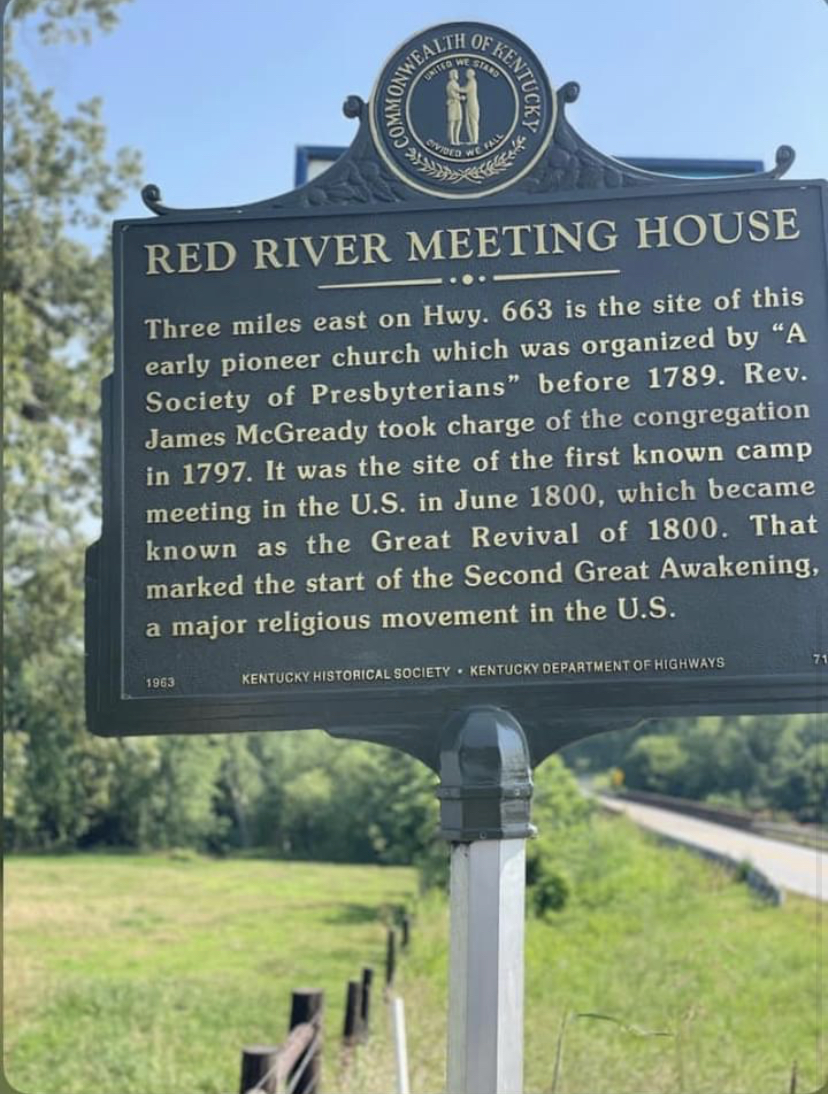 COMMONWEALTH OF KENTUCKY
UNITED WE STAND
DIVIDED WE FALL
RED RIVER MEETING HOUSE
Three miles east on Hwy. 663 is the site of this
early pioneer church which was organized by “A
Society of Presbyterians” before 1789. Rev.
James McGready took charge of the congregation
in 1797. It was the site of the first known camp
meeting in the U.S. in June 1800, which became
known as the Great Revival of 1800. That
marked the start of the Second Great Awakening,
a major religious movement in the U.S.
1963 KENTUCKY HISTORICAL SOCIETY • KENTUCKY DEPARTMENT OF HIGHWAYS 71